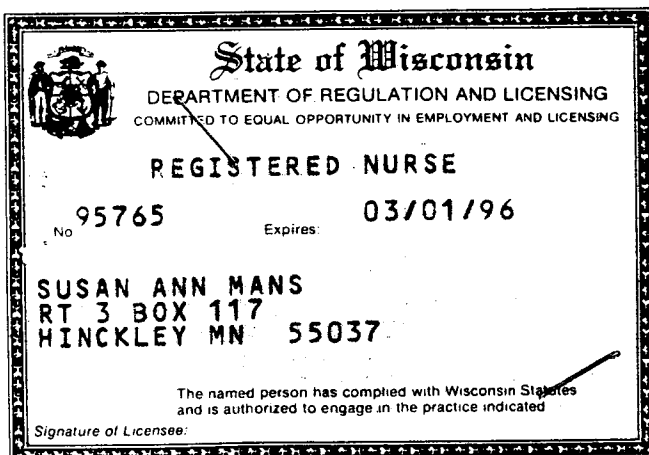 State of Wisconsin
DEPARTMENT OF REGULATION AND LICENSING
COMMITTED TO EQUAL OPPORTUNITY IN EMPLOYMENT AND LICENSING
REGISTERED NURSE
No 95765 Expires: 03/01/96
SUSAN ANN MANS
RT 3 BOX 117
HINCKLEY MN 55037
The named person has complied with Wisconsin Statutes
and is authorized to engage in the practice indicated
Signature of Licensee: